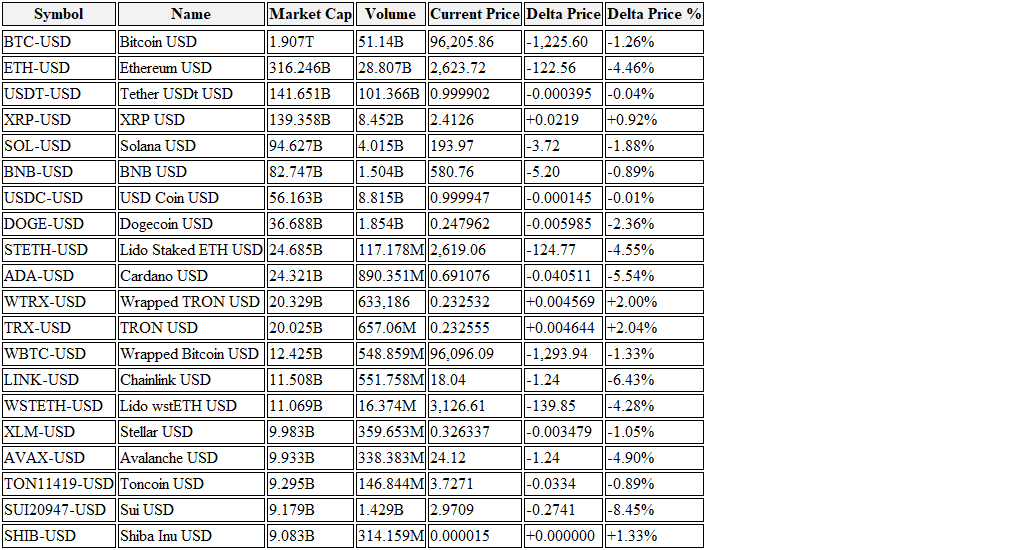 Symbol Name Market Cap Volume Current Price Delta Price Delta Price %
BTC-USD Bitcoin USD 1.907T 51.14B 96,205.86 -1,225.60 -1.26%
ETH-USD Ethereum USD 316.246B 28.807B 2,623.72 -122.56 -4.46%
USDT-USD Tether USDt USD 141.651B 101.366B 0.999902 -0.000395 -0.04%
XRP-USD XRP USD 139.358B 8.452B 2.4126 +0.0219 +0.92%
SOL-USD Solana USD 94.627B 4.015B 193.97 -3.72 -1.88%
BNB-USD BNB USD 82.747B 1.504B 580.76 -5.20 -0.89%
USDC-USD USD Coin USD 56.163B 8.815B 0.999947 -0.000145 -0.01%
DOGE-USD Dogecoin USD 36.688B 1.854B 0.247962 -0.005985 -2.36%
STETH-USD Lido Staked ETH USD 24.685B 117.178M 2,619.06 -124.77 -4.55%
ADA-USD Cardano USD 24.321B 890.351M 0.691076 -0.040511 -5.54%
WTRX-USD Wrapped TRON USD 20.329B 633,186 0.232532 +0.004569 +2.00%
TRX-USD TRON USD 20.025B 657.06M 0.232555 +0.004644 +2.04%
WBTC-USD Wrapped Bitcoin USD 12.425B 548.859M 96,096.09 -1,293.94 -1.33%
LINK-USD Chainlink USD 11.508B 551.758M 18.04 -1.24 -6.43%
WSTETH-USD Lido wstETH USD 11.069B 16.374M 3,126.61 -139.85 -4.28%
XLM-USD Stellar USD 9.983B 359.653M 0.326337 -0.003479 -1.05%
AVAX-USD Avalanche USD 9.933B 338.383M 24.12 -1.24 -4.90%
TON11419-USD Toncoin USD 9.295B 146.844M 3.7271 -0.0334 -0.89%
SUI20947-USD Sui USD 9.179B 1.429B 2.9709 -0.2741 -8.45%
SHIB-USD Shiba Inu USD 9.083B 314.159M 0.000015 +0.000000 +1.33%